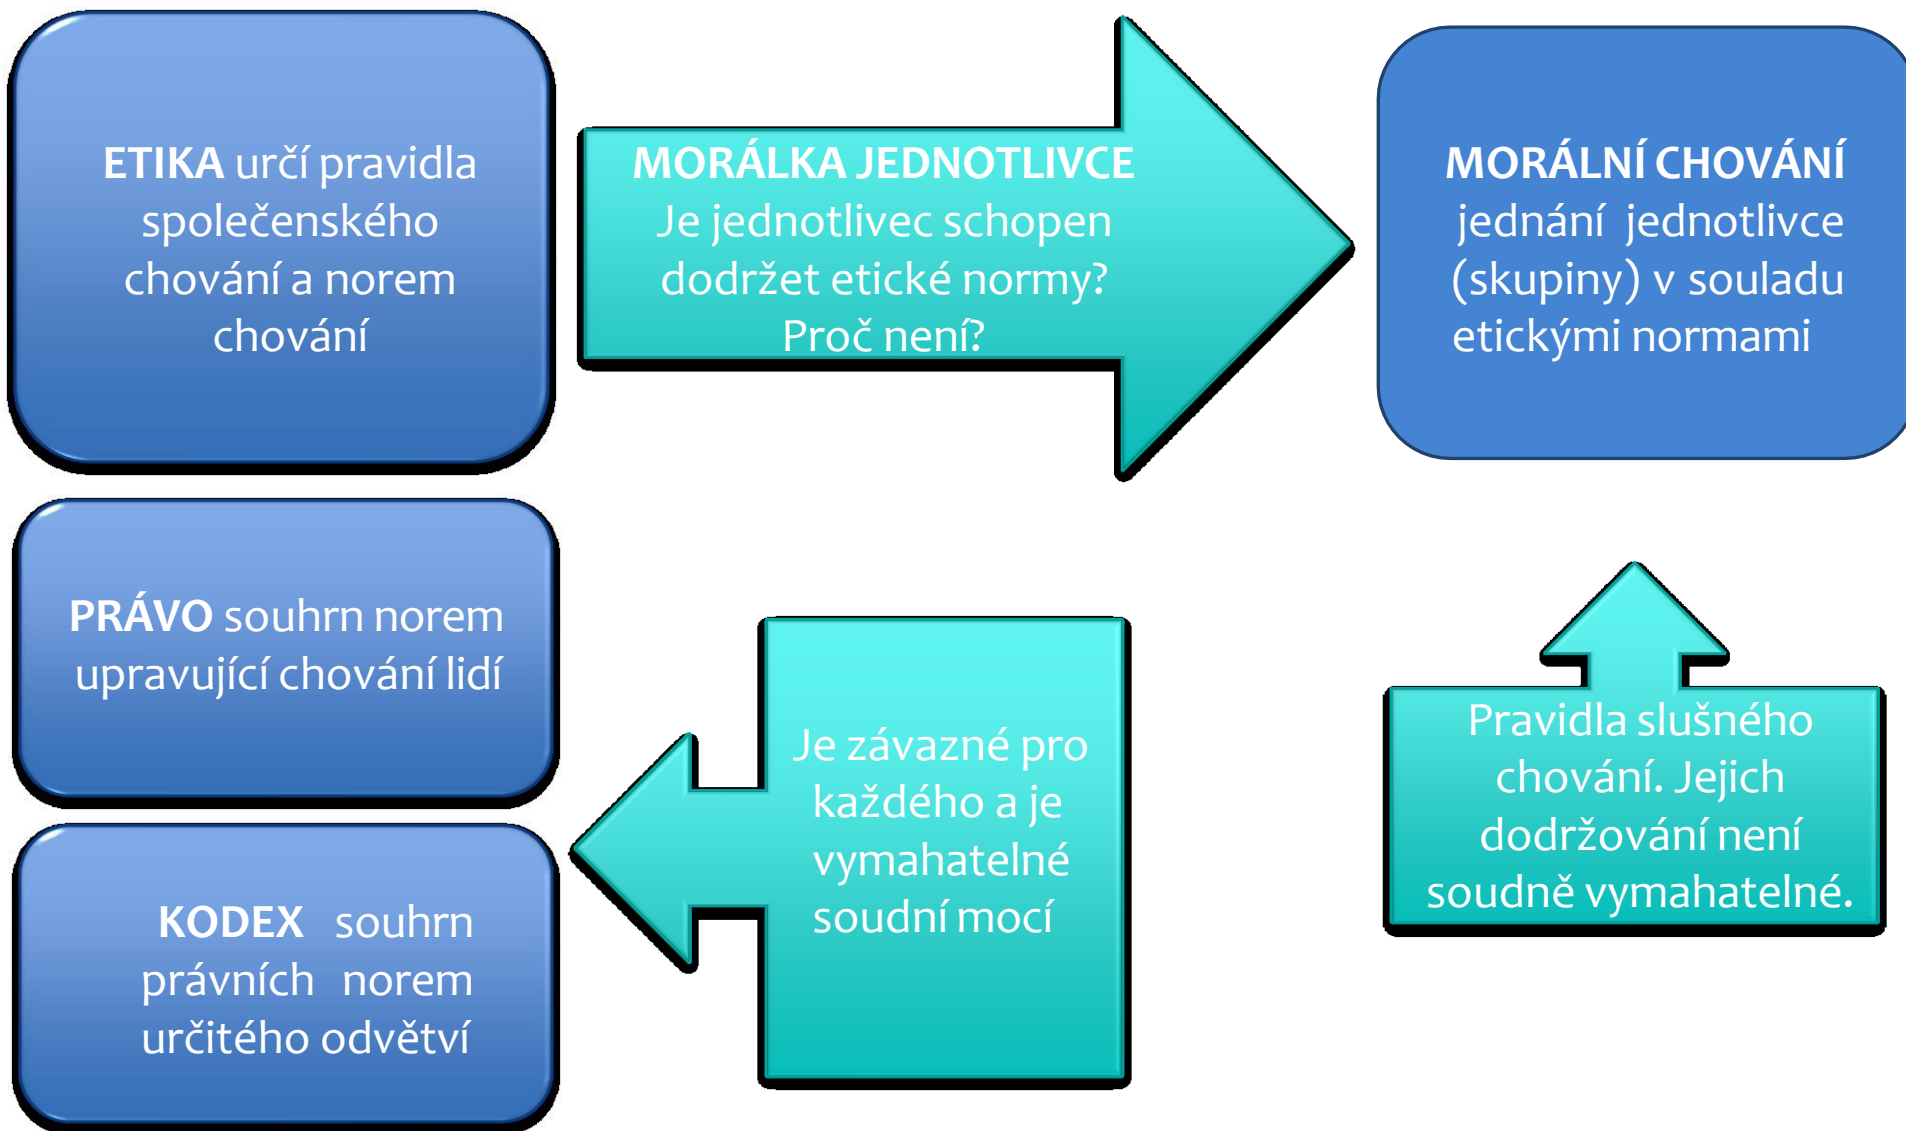 ETIKA určí pravidla
společenského
chování a norem
chování
MORÁLKA JEDNOTLIVCE
Je jednotlivec schopen
dodržet etické normy?
Proč není?
MORÁLNÍ CHOVÁNÍ
jednání jednotlivce
(skupiny) v souladu
etickými normami
PRÁVO souhrn norem
upravující chování lidí
Je závazné pro
každého a je
vymahatelné
soudní mocí
Pravidla slušného
chování. Jejich
dodržování není
soudně vymahatelné.
KODEX souhrn
právních norem
určitého odvětví